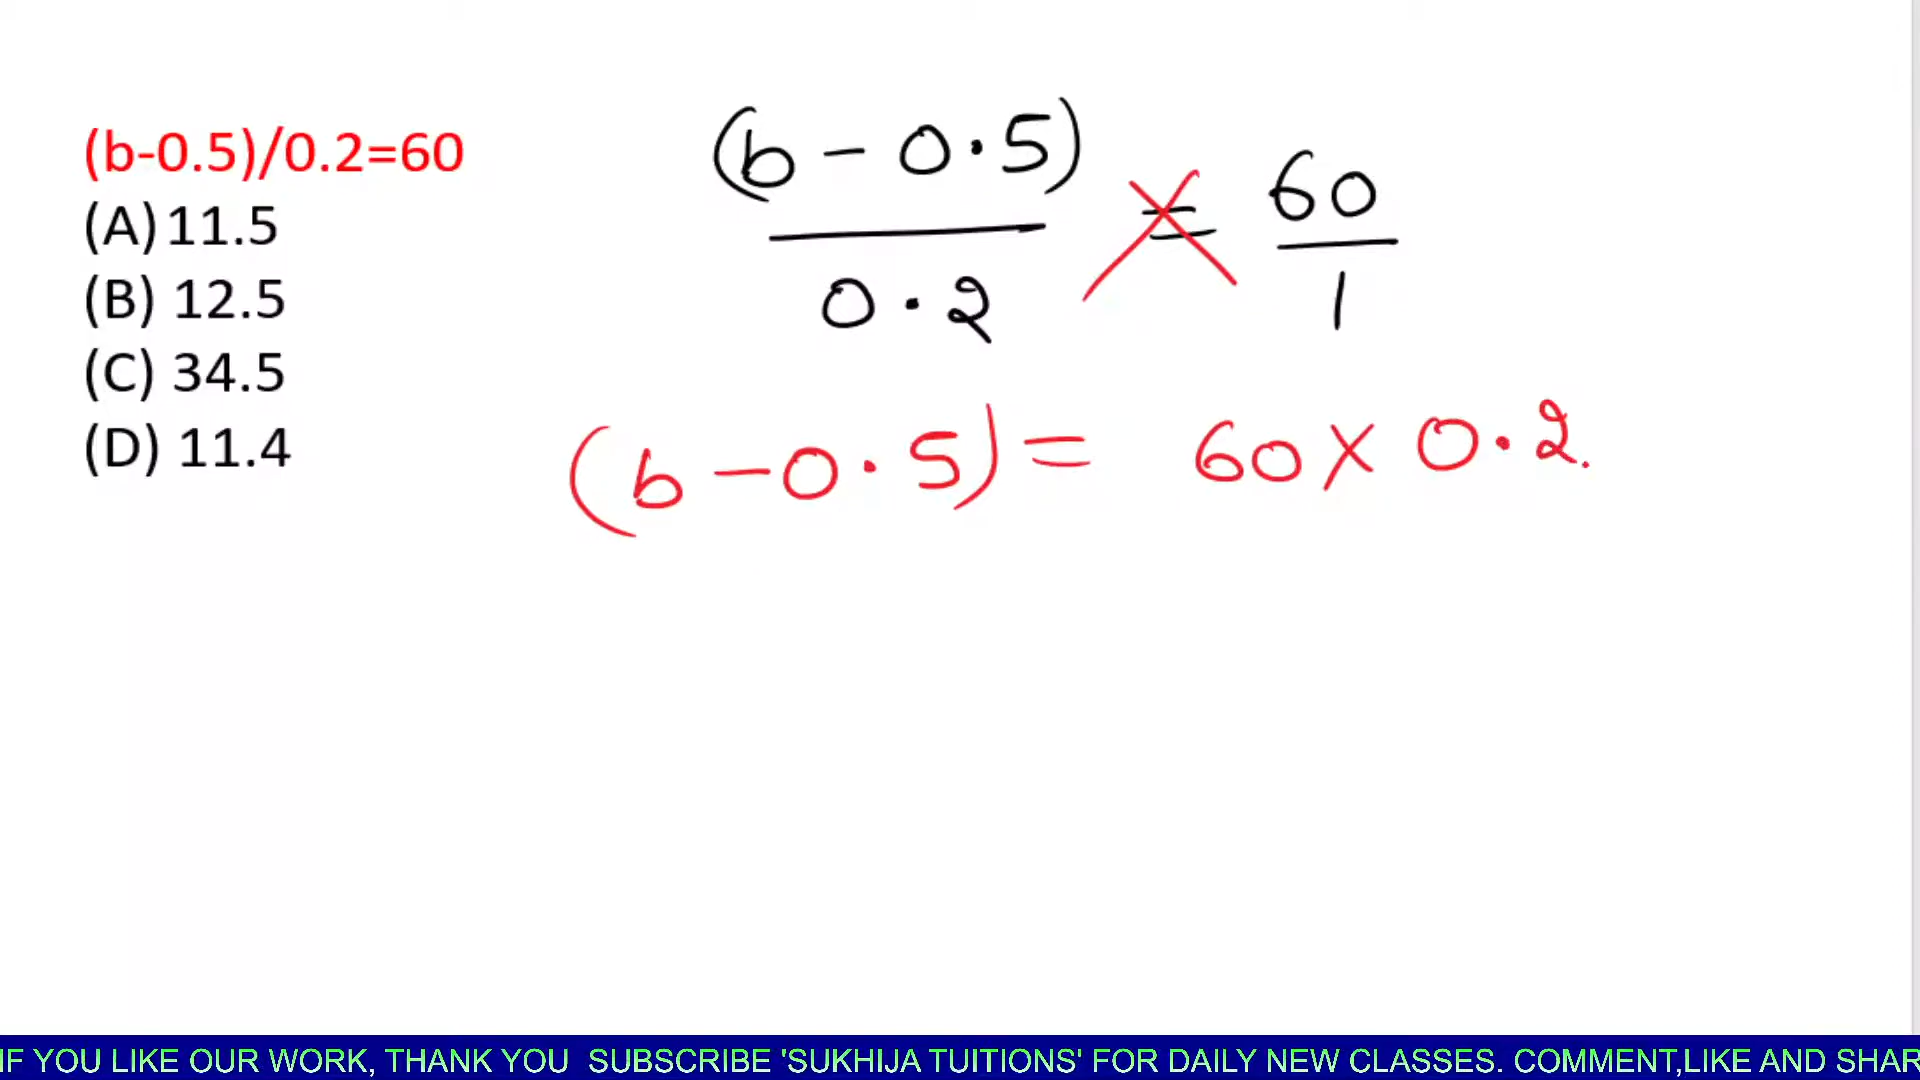 (b-0.5)/0.2=60
(A) 11.5
(B) 12.5
(C) 34.5
(D) 11.4
(b - 0.5)
0.2
=
60
1
(b - 0.5) = 60 x 0.2.
IF YOU LIKE OUR WORK, THANK YOU SUBSCRIBE 'SUKHIJA TUITIONS' FOR DAILY NEW CLASSES. COMMENT,LIKE AND SHAR